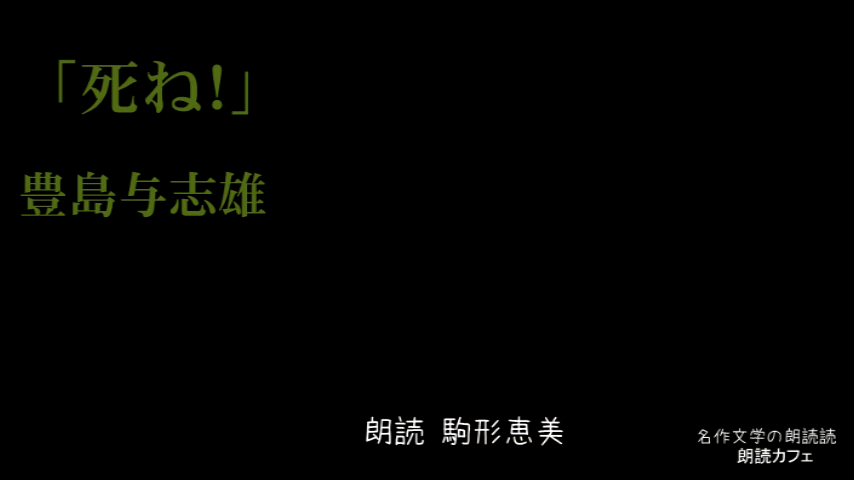 「死ね!」
豊島与志雄
朗読 駒形恵美
名作文学の朗読読
朗読カフェ